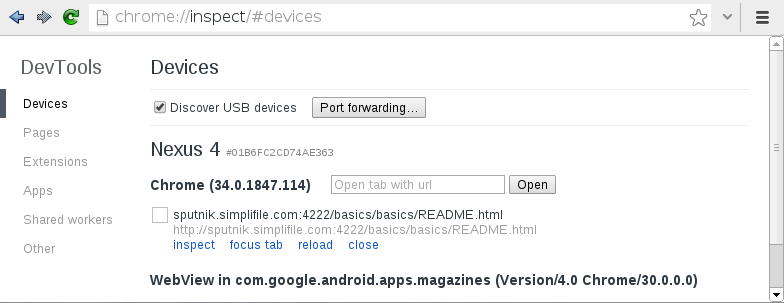 chrome://inspect/#devices
DevTools
Devices
Pages
Extensions
Apps
Shared workers
Other
Devices
Discover USB devices Port forwarding...
Nexus 4 #01B6FC2CD74AE363
Chrome (34.0.1847.114) Open tab with url Open
sputnik.simplifile.com:4222/basics/basics/README.html
http://sputnik.simplifile.com:4222/basics/basics/README.html
inspect focus tab reload close
WebView in com.google.android.apps.magazines (Version/4.0 Chrome/30.0.0.0)